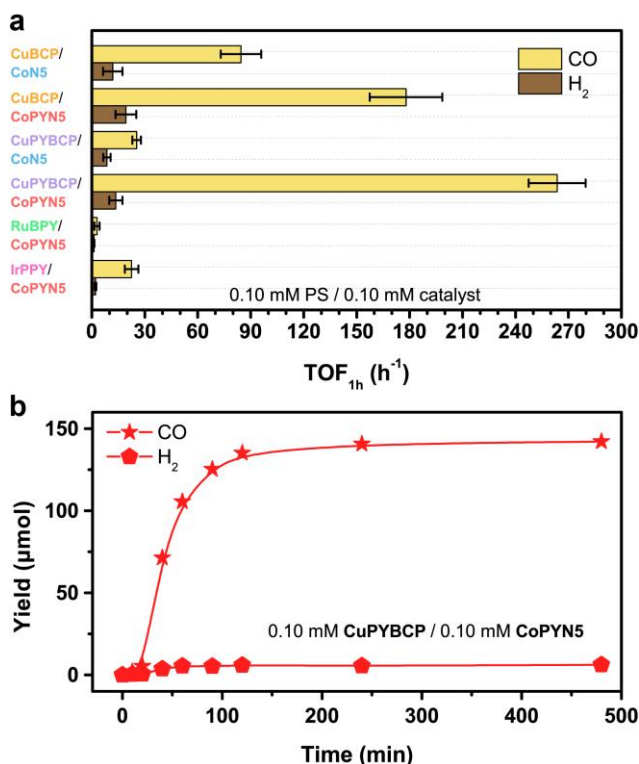 a
CuBCP/
CoN5
CuBCP/
CoPYN5
CuPYBCP/
CoN5
CuPYBCP/
CoPYN5
RuBPY/
CoPYN5
IrPPY/
CoPYN5
CO
H₂
0.10 mM PS / 0.10 mM catalyst
0 30 60 90 120 150 180 210 240 270 300
TOF₁ₕ (h⁻¹)
b
CO
H₂
150
100
50
0
Yield (μmol)
0.10 mM CuPYBCP / 0.10 mM CoPYN5
0 100 200 300 400 500
Time (min)